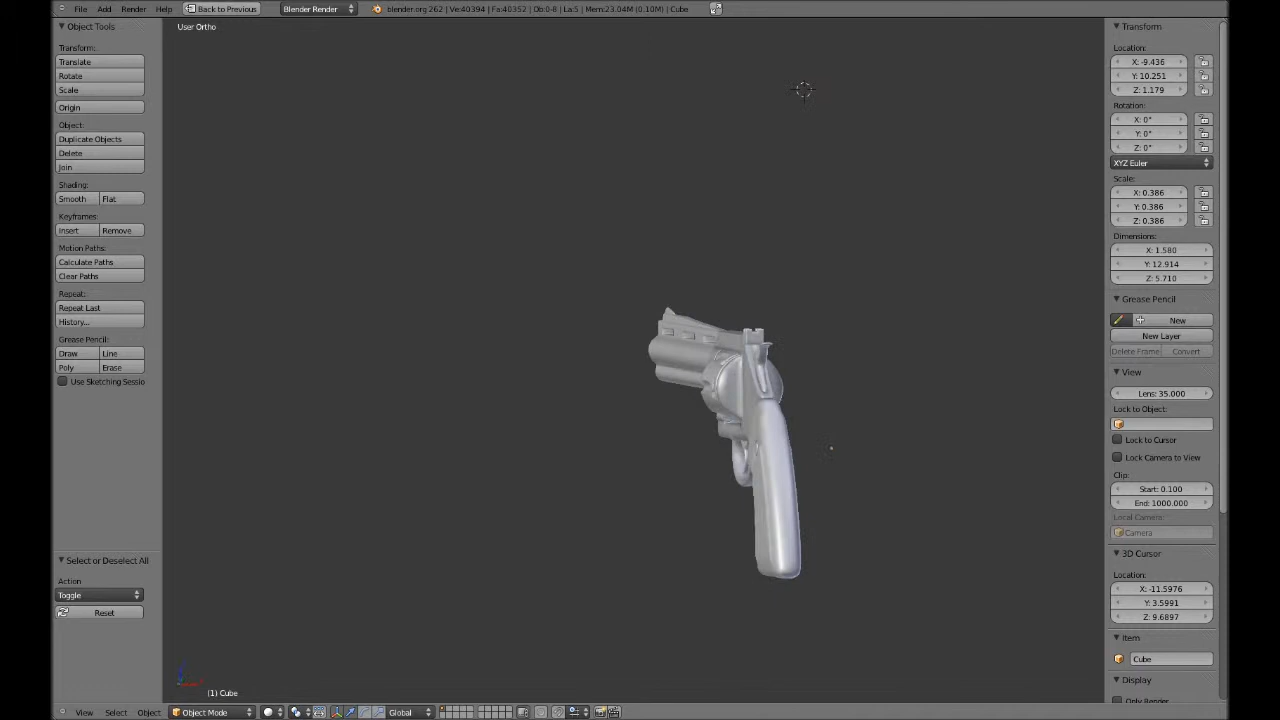 File Add Render Help Back to Previous Blender Render blender.org 262 | Ve:40394 | Fa:40352 | Ob:0-8 | La:5 | Mem:23.04M (0.10M) | Cube
Object Tools
Transform:
Translate
Rotate
Scale
Origin
Object:
Duplicate Objects
Delete
Join
Shading:
Smooth Flat
Keyframes:
Insert Remove
Motion Paths:
Calculate Paths
Clear Paths
Repeat:
Repeat Last
History...
Grease Pencil:
Draw Line
Poly Erase
Use Sketching Sessio
Select or Deselect All
Action
Toggle
Reset
User Ortho
(1) Cube
Transform
Location:
X: -9.436
Y: 10.251
Z: 1.179
Rotation:
X: 0°
Y: 0°
Z: 0°
XYZ Euler
Scale:
X: 0.386
Y: 0.386
Z: 0.386
Dimensions:
X: 1.580
Y: 12.914
Z: 5.710
Grease Pencil
New
New Layer
Delete Frame Convert
View
Lens: 35.000
Lock to Object:
Lock to Cursor
Lock Camera to View
Clip:
Start: 0.100
End: 1000.000
Local Camera:
Camera
3D Cursor
Location:
X: -11.5976
Y: 3.5991
Z: 9.6897
Item
Cube
Display
Only Render
View Select Object Object Mode Global